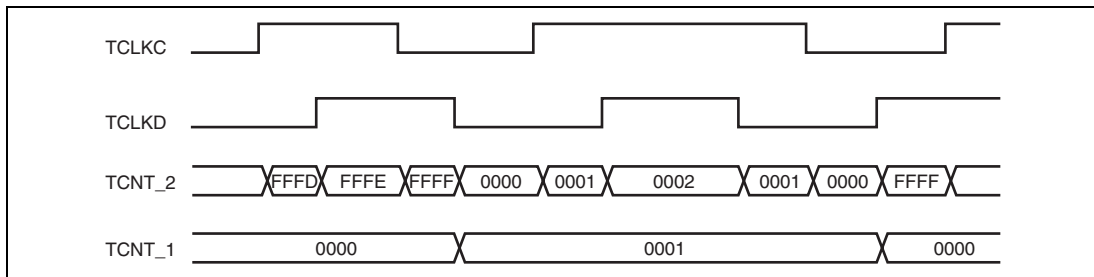 TCLKC
TCLKD
TCNT_2 FFFD FFFE FFFF 0000 0001 0002 0001 0000 FFFF
TCNT_1 0000 0001 0000